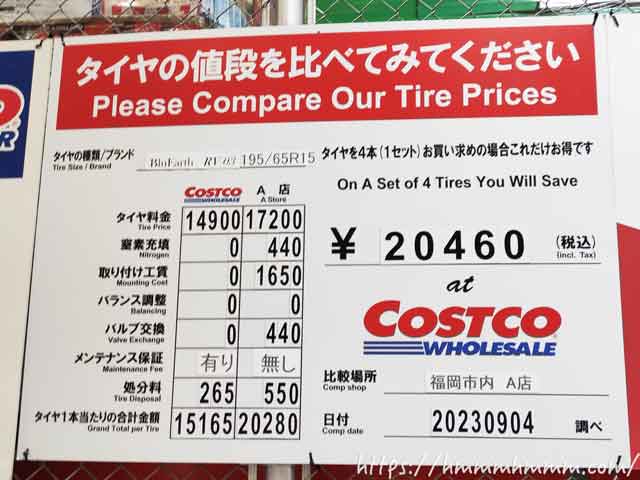 タイヤの値段を比べてみてください
Please Compare Our Tire Prices
タイヤの種類/ブランド
Tire Size / Brand
BluEarth RV03 195/65R15
タイヤを4本(1セット)お買い求めの場合これだけお得です
On A Set of 4 Tires You Will Save
COSTCO WHOLESALE
A 店
A Store
タイヤ料金 14900 17200
Tire Price
窒素充填 0 440
Nitrogen
取り付け工賃 0 1650
Mounting Cost
バランス調整 0 0
Balancing
バルブ交換 0 440
Valve Exchange
メンテナンス保証 有り 無し
Maintenance Fee
処分料 265 550
Tire Disposal
タイヤ1本当たりの合計金額 15165 20280
Grand Total per Tire
¥ 20460 (税込)
(incl. Tax)
at
COSTCO
WHOLESALE
比較場所 福岡市内 A店
Comp shop
日付 20230904 調べ
Comp date
https://hmmmhmmm.com/